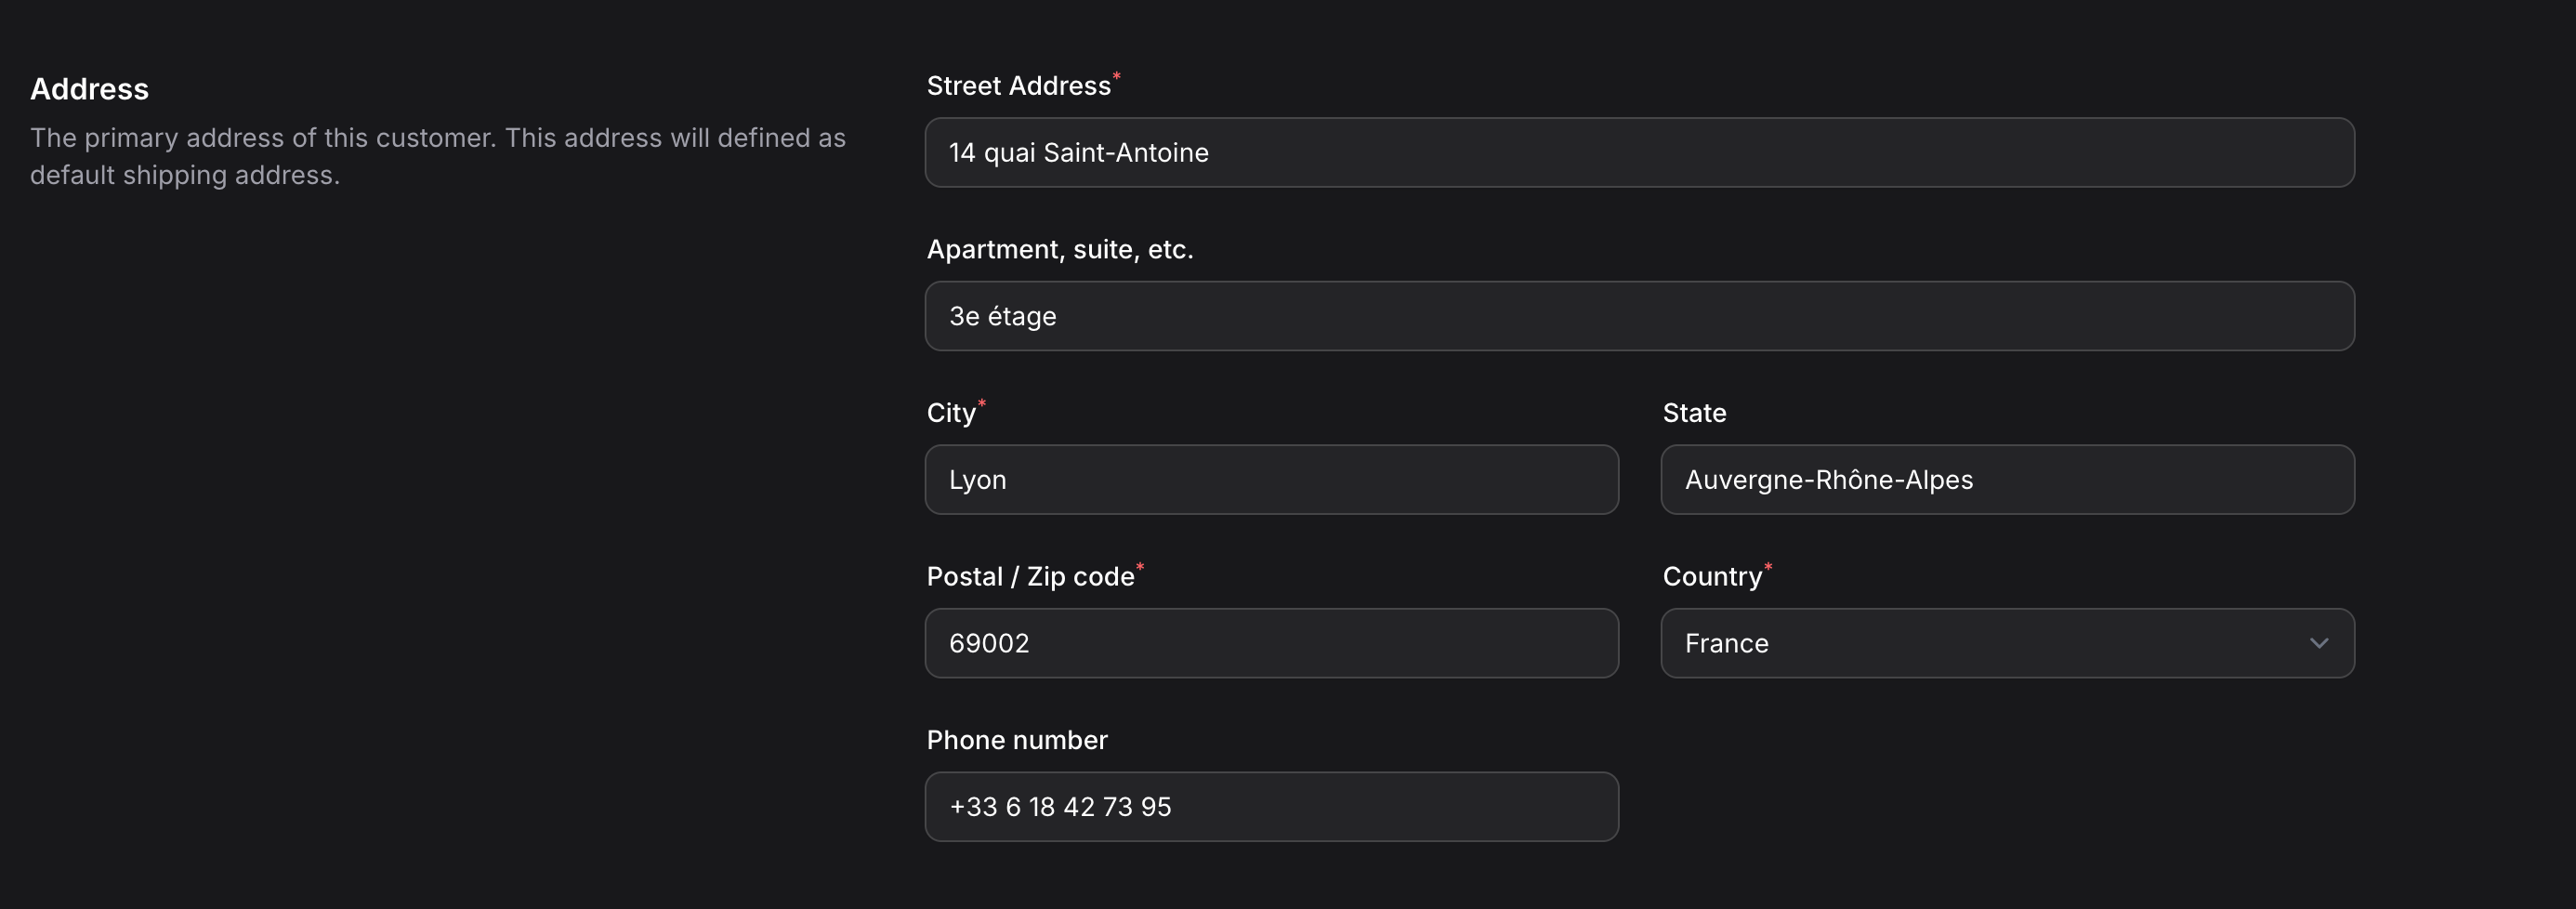 Address
The primary address of this customer. This address will defined as
default shipping address.
Street Address*
14 quai Saint-Antoine
Apartment, suite, etc.
3e étage
City*
State
Lyon
Auvergne-Rhône-Alpes
Postal / Zip code*
Country*
69002
France
Phone number
+33 6 18 42 73 95